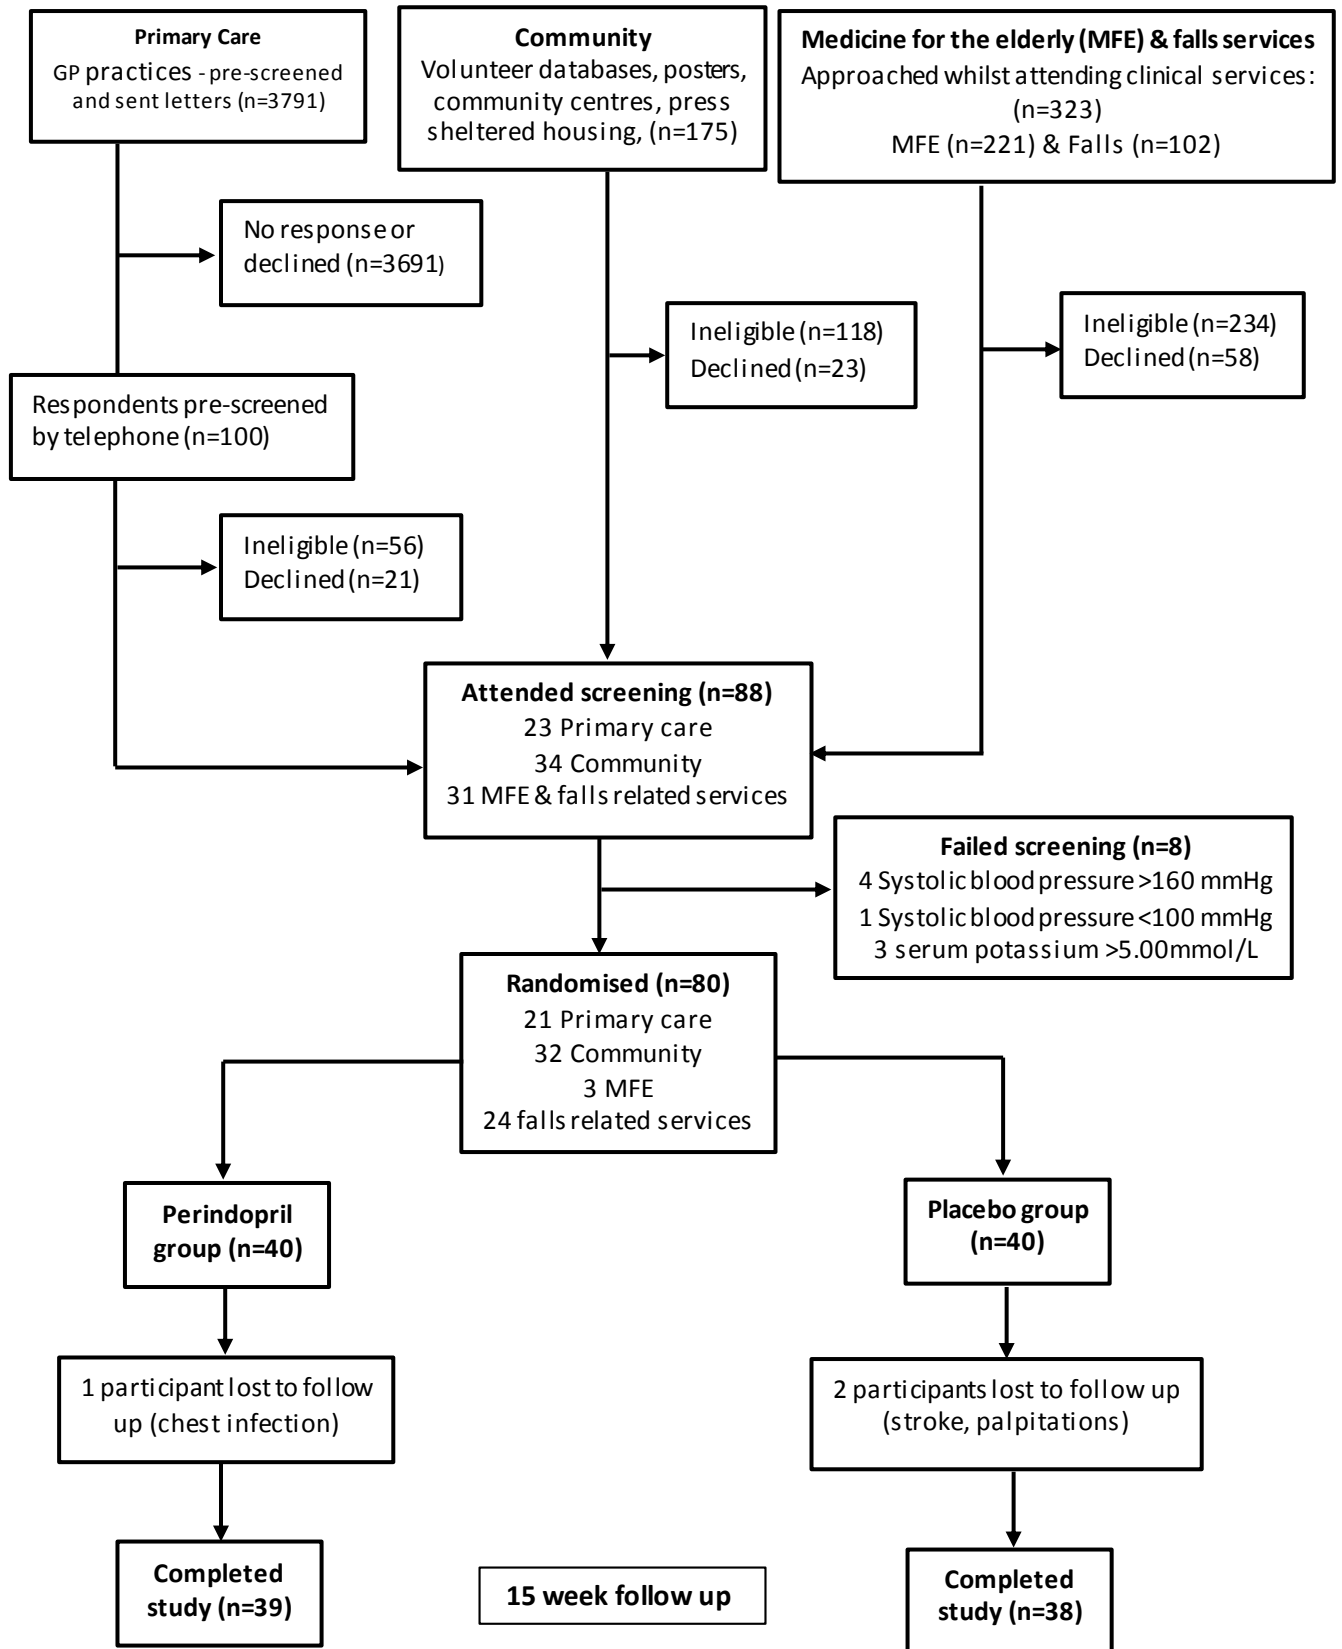 Primary Care
GP practices - pre-screened
and sent letters (n=3791)
Community
Volunteer databases, posters,
community centres, press
sheltered housing, (n=175)
Medicine for the elderly (MFE) & falls services
Approached whilst attending clinical services:
(n=323)
MFE (n=221) & Falls (n=102)
No response or
declined (n=3691)
Ineligible (n=118)
Declined (n=23)
Ineligible (n=234)
Declined (n=58)
Respondents pre-screened
by telephone (n=100)
Ineligible (n=56)
Declined (n=21)
Attended screening (n=88)
23 Primary care
34 Community
31 MFE & falls related services
Failed screening (n=8)
4 Systolic blood pressure >160 mmHg
1 Systolic blood pressure <100 mmHg
3 serum potassium >5.00mmol/L
Randomised (n=80)
21 Primary care
32 Community
3 MFE
24 falls related services
Perindopril
group (n=40)
Placebo group
(n=40)
1 participant lost to follow
up (chest infection)
2 participants lost to follow up
(stroke, palpitations)
Completed
study (n=39)
15 week follow up
Completed
study (n=38)